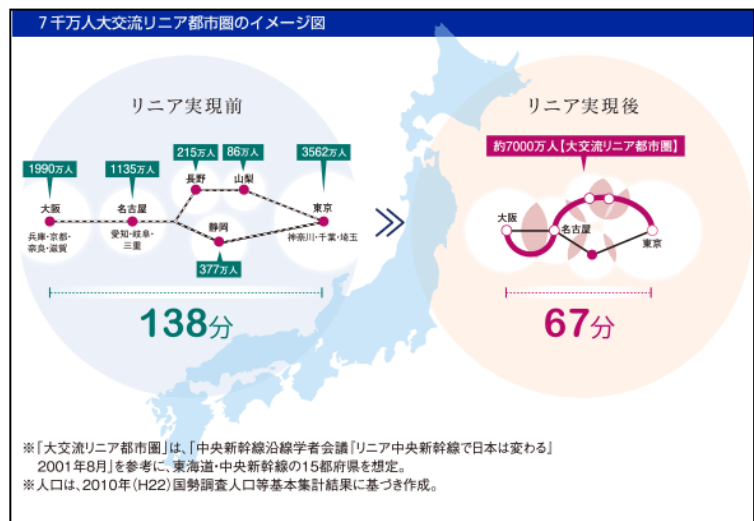 7千万人大交流リニア都市圏のイメージ図
リニア実現前
1990万人
1135万人
215万人
86万人
3562万人
大阪
名古屋
長野
山梨
東京
兵庫・京都・
奈良・滋賀
愛知・岐阜・
三重
静岡
神奈川・千葉・埼玉
377万人
138分
リニア実現後
約7000万人【大交流リニア都市圏】
大阪
名古屋
東京
67分
※「大交流リニア都市圏」は、「中央新幹線沿線学者会議『リニア中央新幹線で日本は変わる』
2001年8月」を参考に、東海道・中央新幹線の15都府県を想定。
※人口は、2010年(H22)国勢調査人口等基本集計結果に基づき作成。